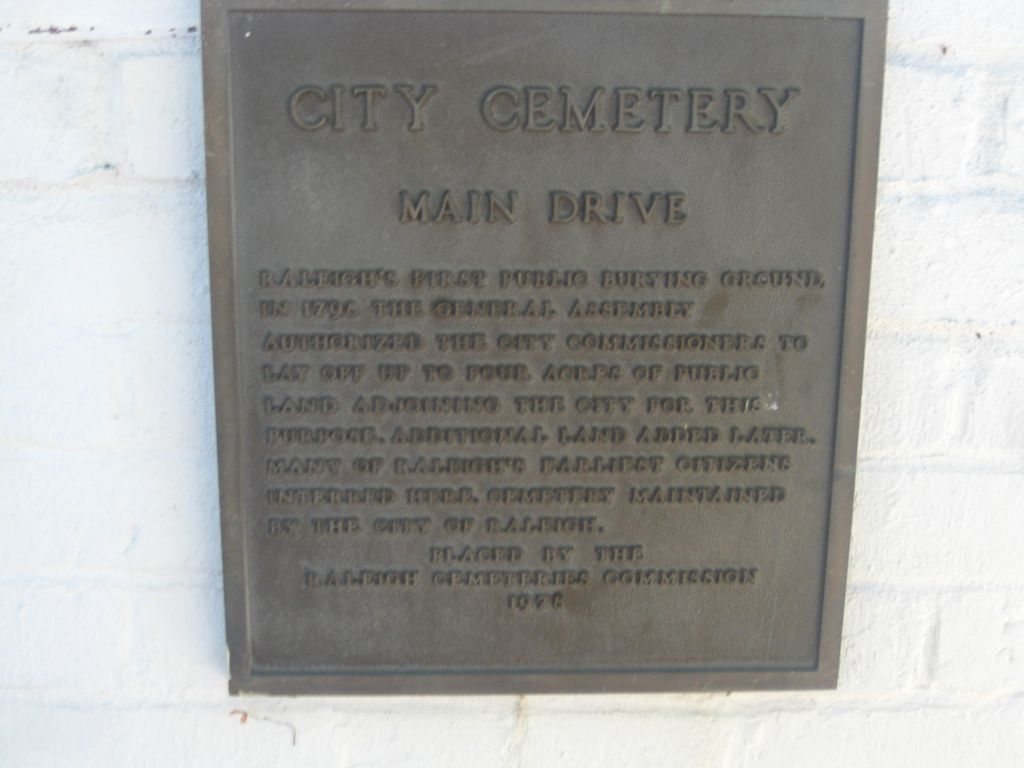 CITY CEMETERY
MAIN DRIVE
RALEIGH'S FIRST PUBLIC BURYING GROUND.
IN 1798 THE GENERAL ASSEMBLY
AUTHORIZED THE CITY COMMISSIONERS TO
LAY OFF UP TO FOUR ACRES OF PUBLIC
LAND ADJOINING THE CITY FOR THIS
PURPOSE. ADDITIONAL LAND ADDED LATER.
MANY OF RALEIGH'S EARLIEST CITIZENS
INTERRED HERE. CEMETERY MAINTAINED
BY THE CITY OF RALEIGH.
PLACED BY THE
RALEIGH CEMETERIES COMMISSION
1978